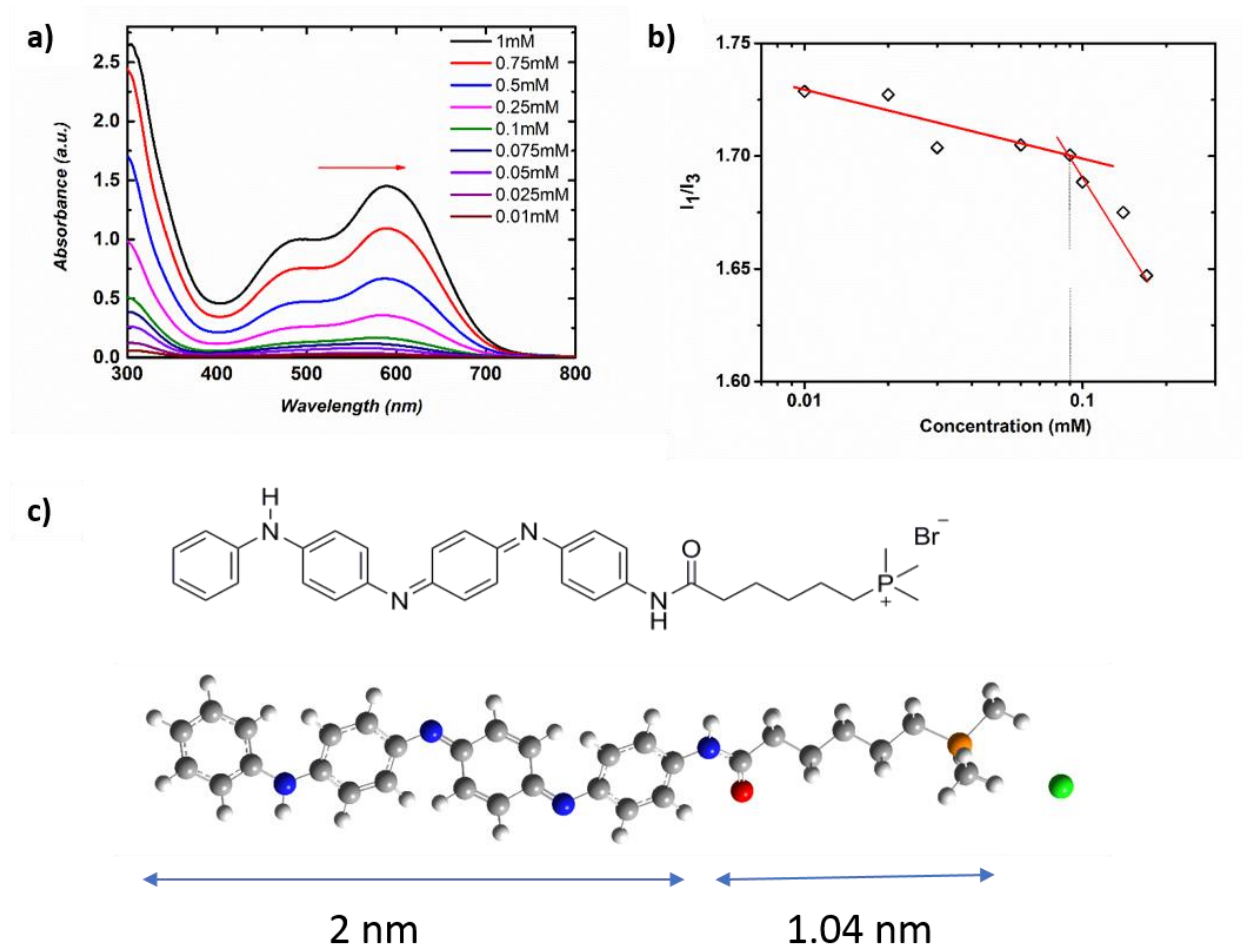 a)
2.5
2.0
1.5
1.0
0.5
0.0
300 400 500 600 700 800
Absorbance (a.u.)
Wavelength (nm)
1mM
0.75mM
0.5mM
0.25mM
0.1mM
0.075mM
0.05mM
0.025mM
0.01mM
b)
1.75
1.70
1.65
1.60
0.01 0.1
I₁/I₃
Concentration (mM)
c)
H
N
N
N
O
N
H
P
+
Br⁻
2 nm
1.04 nm